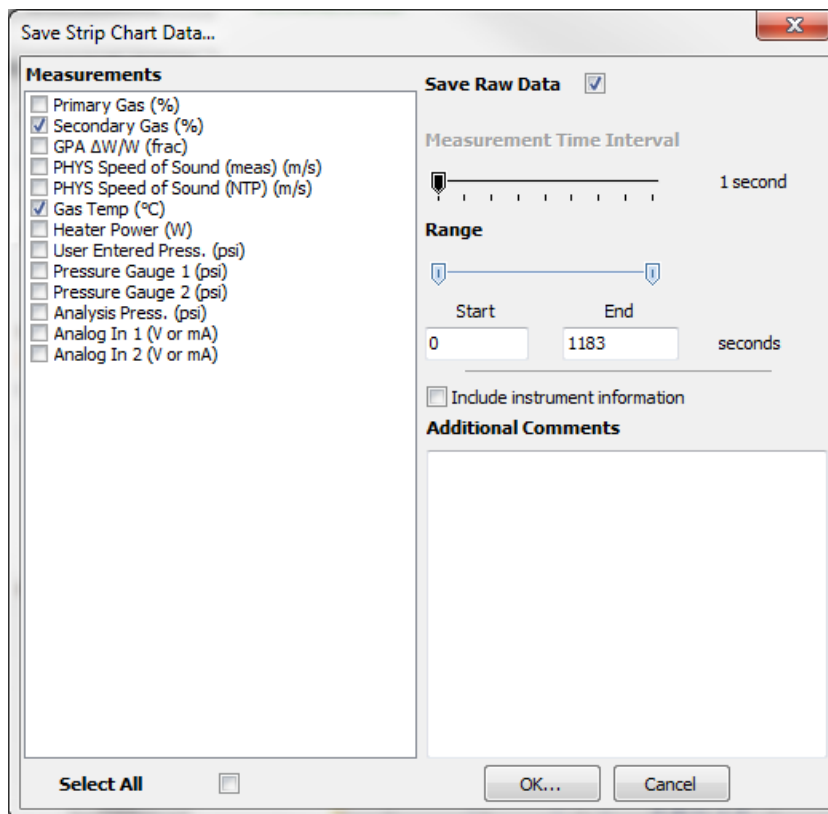 Save Strip Chart Data...
Measurements
Primary Gas (%)
Secondary Gas (%)
GPA ΔW/W (frac)
PHYS Speed of Sound (meas) (m/s)
PHYS Speed of Sound (NTP) (m/s)
Gas Temp (°C)
Heater Power (W)
User Entered Press. (psi)
Pressure Gauge 1 (psi)
Pressure Gauge 2 (psi)
Analysis Press. (psi)
Analog In 1 (V or mA)
Analog In 2 (V or mA)
Select All
Save Raw Data
Measurement Time Interval
1 second
Range
Start End
0 1183 seconds
Include instrument information
Additional Comments
OK... Cancel